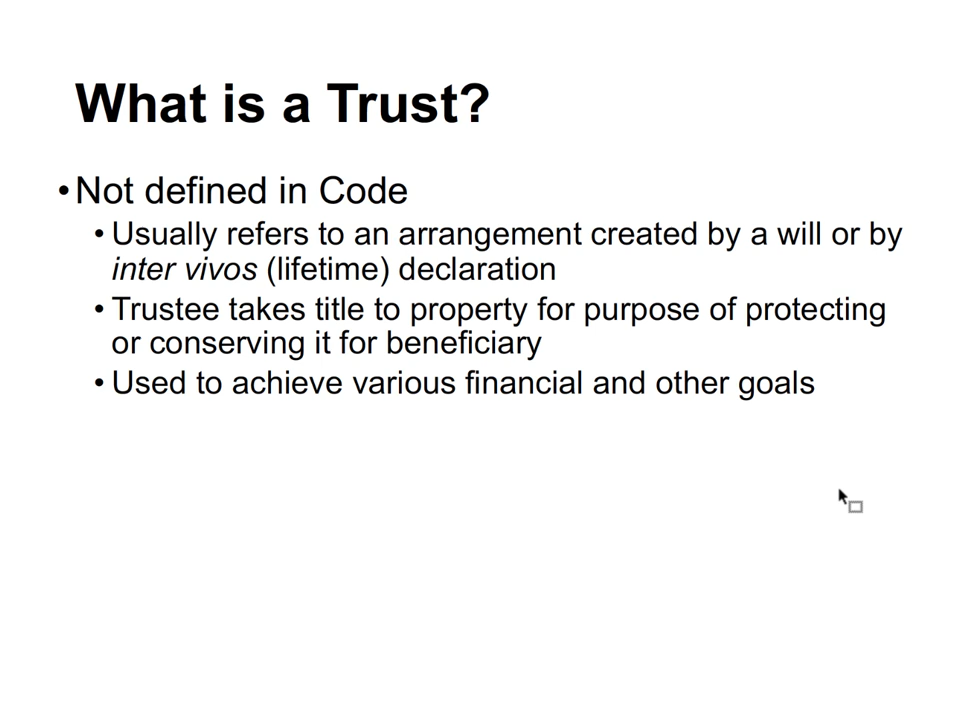 What is a Trust?
•Not defined in Code
•Usually refers to an arrangement created by a will or by
inter vivos (lifetime) declaration
•Trustee takes title to property for purpose of protecting
or conserving it for beneficiary
•Used to achieve various financial and other goals